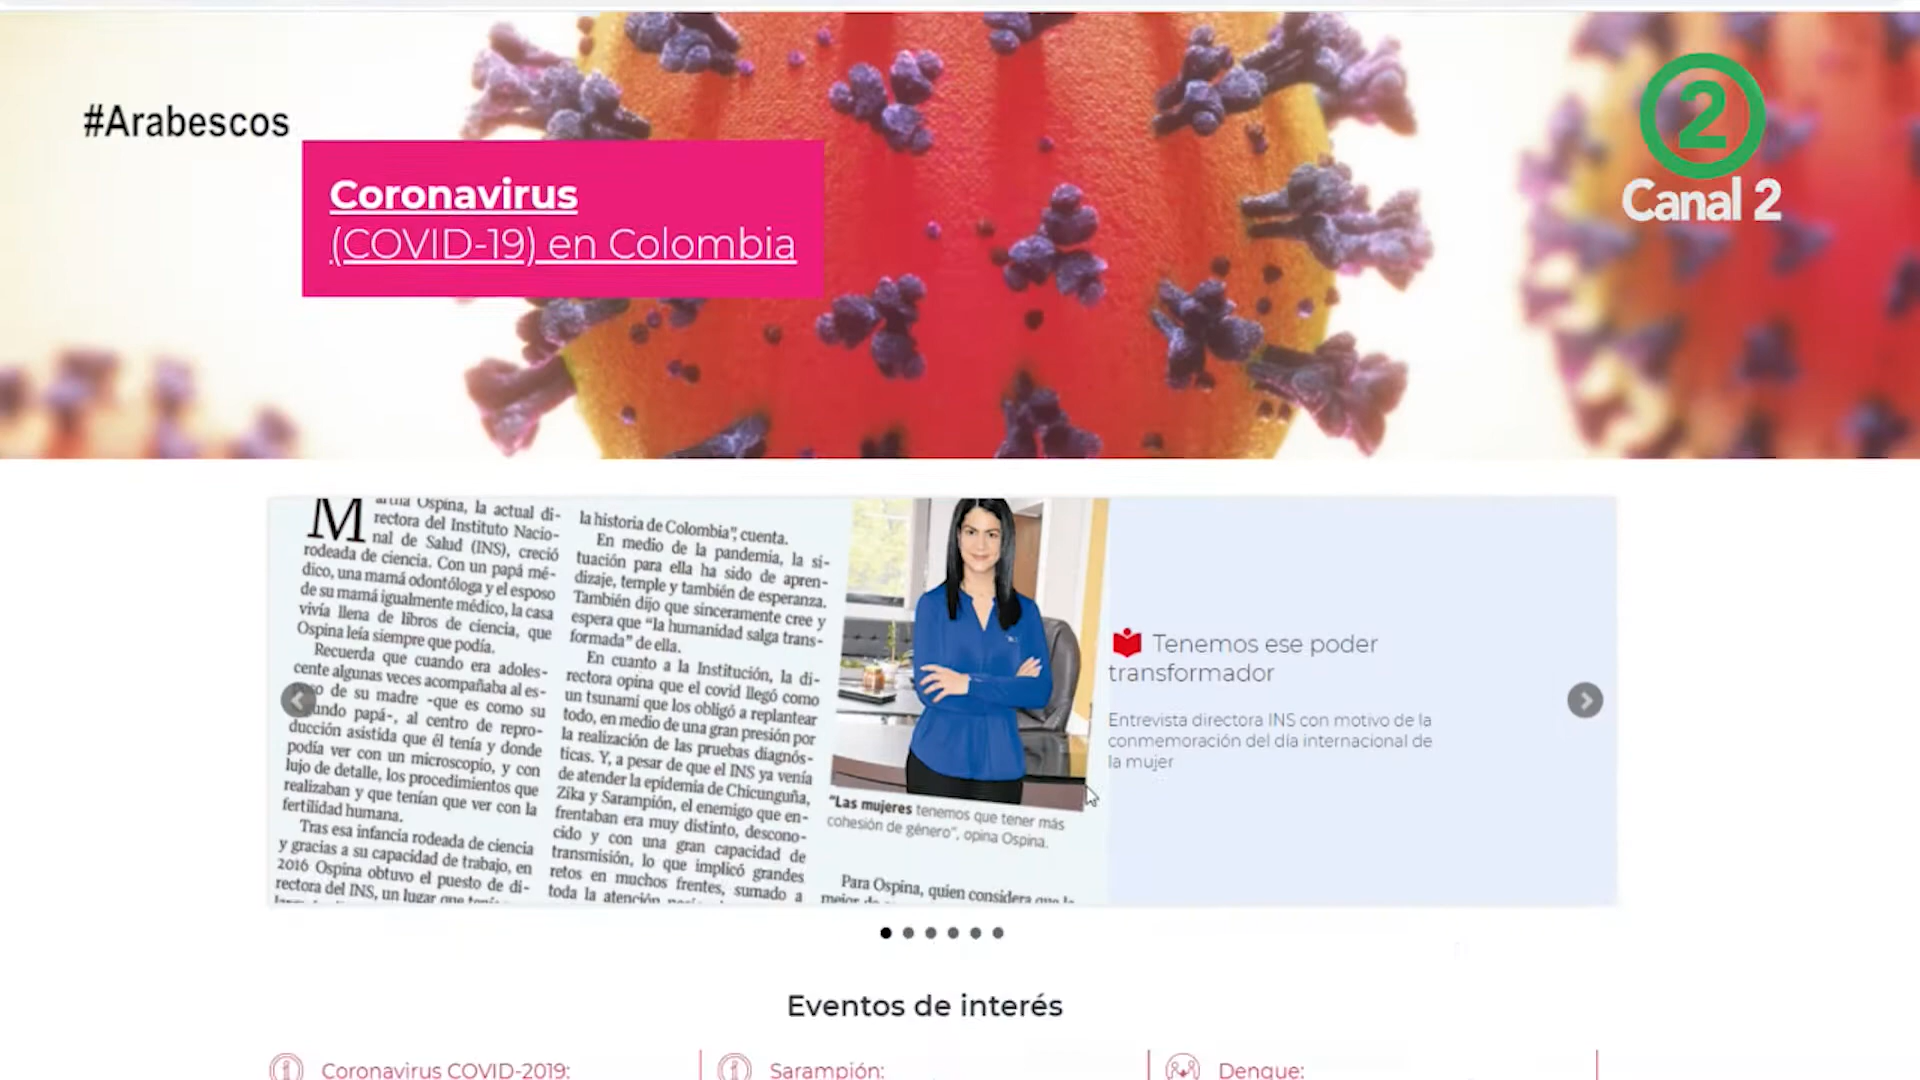 #Arabescos
2
Canal 2
Coronavirus
(COVID-19) en Colombia
Ospina, la actual di-
rectora del Instituto Nacio-
nal de Salud (INS), creció
rodeada de ciencia. Con un papá mé-
dico, una mamá odontóloga y el esposo
de su mamá igualmente médico, la casa
vivía llena de libros de ciencia, que
Ospina leía siempre que podía.
Recuerda que cuando era adoles-
cente algunas veces acompañaba al es-
de su madre -que es como su
papá-, al centro de repro-
ducción asistida que él tenía y donde
podía ver con un microscopio, y con
lujo de detalle, los procedimientos que
realizaban y que tenían que ver con la
fertilidad humana.
Tras esa infancia rodeada de ciencia
y gracias a su capacidad de trabajo, en
2016 Ospina obtuvo el puesto de di-
rectora del INS, un lugar que
la historia de Colombia”, cuenta.
En medio de la pandemia, la si-
tuación para ella ha sido de apren-
dizaje, temple y también de esperanza.
También dijo que sinceramente cree y
espera que “la humanidad salga trans-
formada” de ella.
En cuanto a la Institución, la di-
rectora opina que el covid llegó como
un tsunami que los obligó a replantear
todo, en medio de una gran presión por
la realización de las pruebas diagnós-
ticas. Y, a pesar de que el INS ya venía
de atender la epidemia de Chicunguña,
Zika y Sarampión, el enemigo que en-
frentaban era muy distinto, descono-
cido y con una gran capacidad de
transmisión, lo que implicó grandes
retos en muchos frentes, sumado a
toda la atención
“Las mujeres tenemos que tener más
cohesión de género”, opina Ospina.
Para Ospina, quien considera que la
Tenemos ese poder
transformador
Entrevista directora INS con motivo de la
conmemoración del día internacional de
la mujer
Eventos de interés
Coronavirus COVID-2019:
Sarampión:
Dengue: